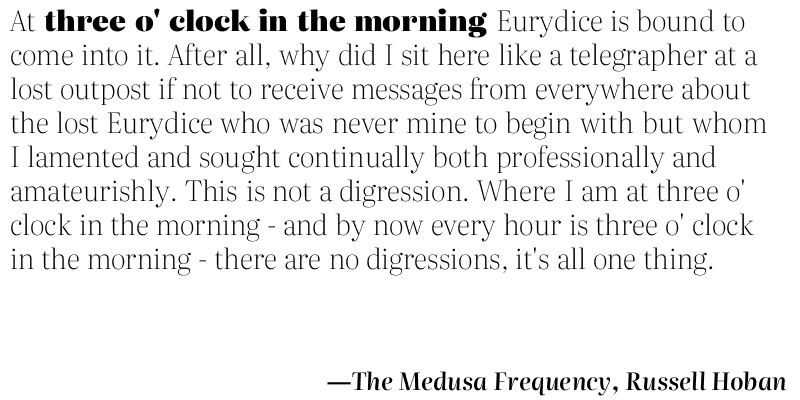 At three o' clock in the morning Eurydice is bound to
come into it. After all, why did I sit here like a telegrapher at a
lost outpost if not to receive messages from everywhere about
the lost Eurydice who was never mine to begin with but whom
I lamented and sought continually both professionally and
amateurishly. This is not a digression. Where I am at three o'
clock in the morning - and by now every hour is three o' clock
in the morning - there are no digressions, it's all one thing.
—The Medusa Frequency, Russell Hoban